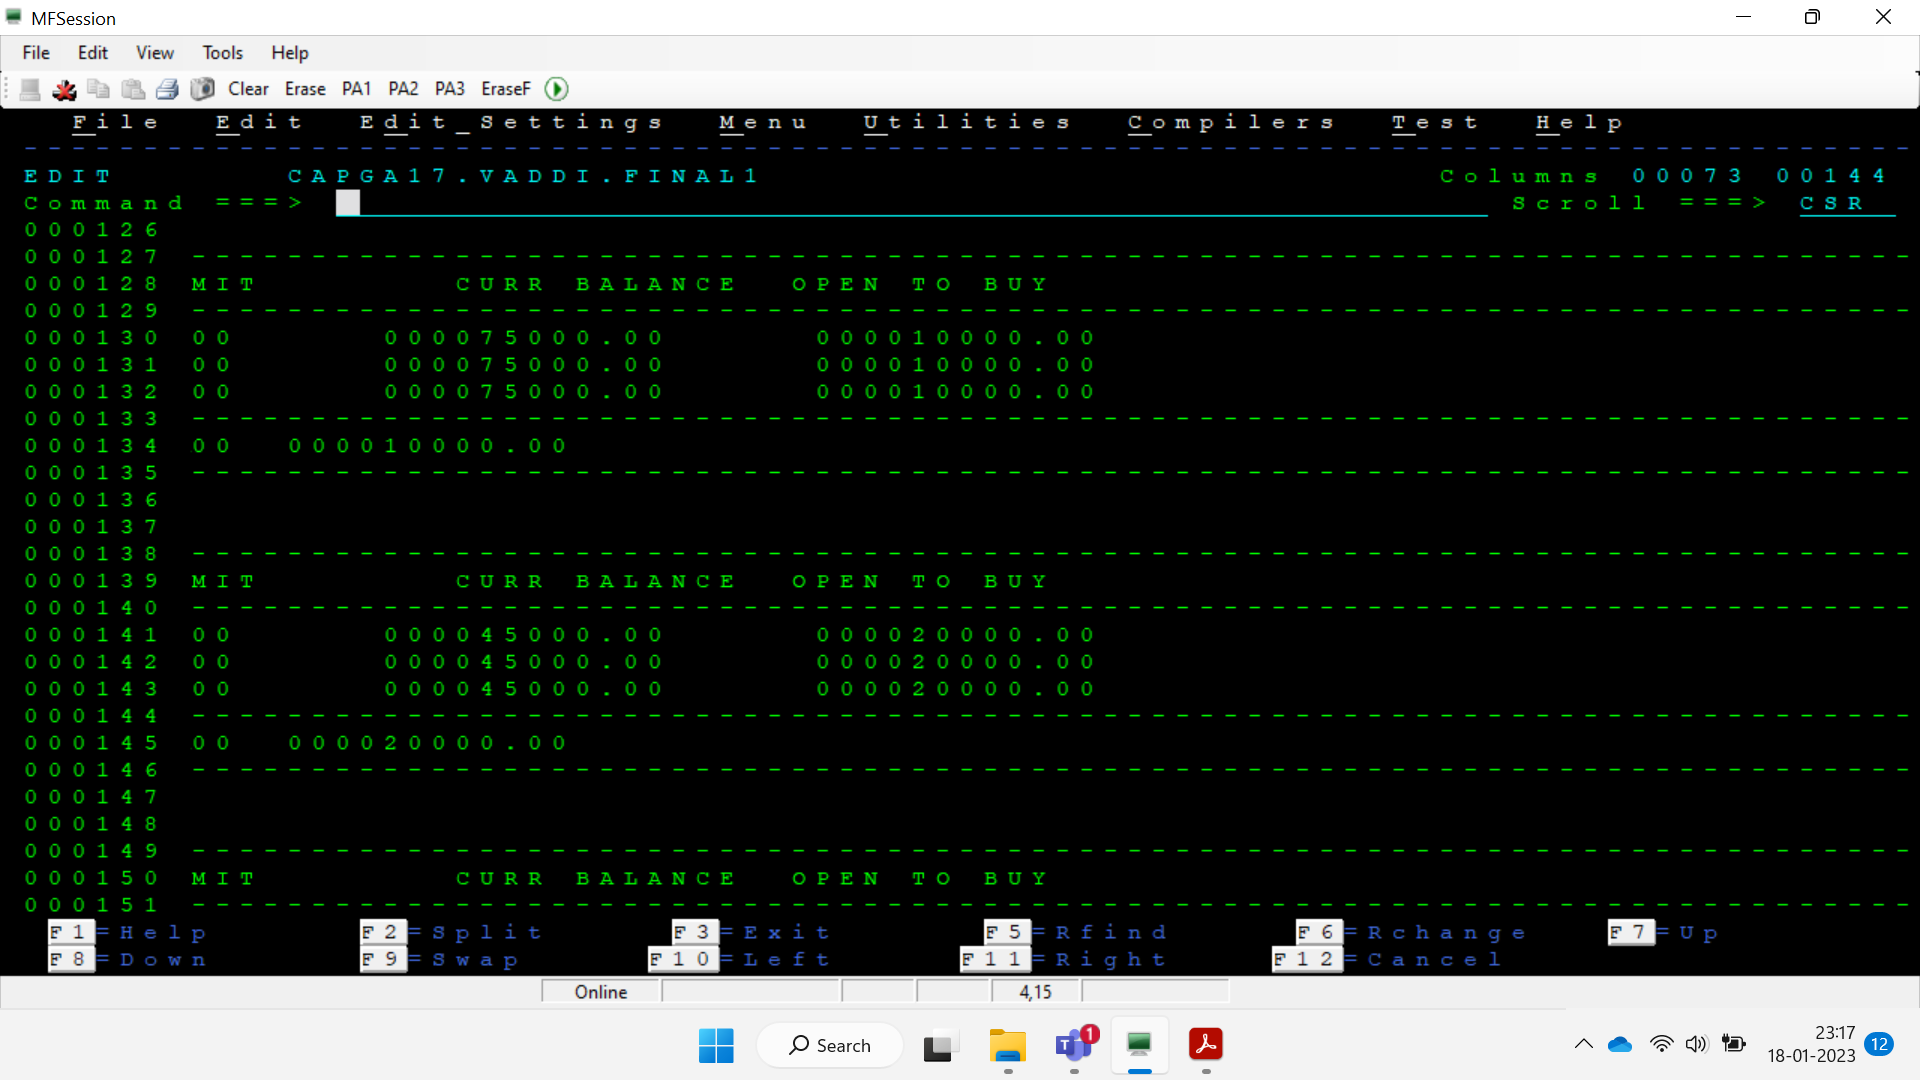 MFSession
File Edit View Tools Help
Clear Erase PA1 PA2 PA3 EraseF
File Edit Edit_Settings Menu Utilities Compilers Test Help
--------------------------------------------------------------------------------
EDIT CAPGA17.VADDI.FINAL1 Columns 00073 00144
Command ===> Scroll ===> CSR
000126
000127 ------------------------------------------------------------------------
000128 MIT CURR BALANCE OPEN TO BUY
000129 ------------------------------------------------------------------------
000130 00 000075000.00 000010000.00
000131 00 000075000.00 000010000.00
000132 00 000075000.00 000010000.00
000133 ------------------------------------------------------------------------
000134 00 000010000.00
000135 ------------------------------------------------------------------------
000136
000137
000138 ------------------------------------------------------------------------
000139 MIT CURR BALANCE OPEN TO BUY
000140 ------------------------------------------------------------------------
000141 00 000045000.00 000020000.00
000142 00 000045000.00 000020000.00
000143 00 000045000.00 000020000.00
000144 ------------------------------------------------------------------------
000145 00 000020000.00
000146 ------------------------------------------------------------------------
000147
000148
000149 ------------------------------------------------------------------------
000150 MIT CURR BALANCE OPEN TO BUY
000151 ------------------------------------------------------------------------
F1=Help F2=Split F3=Exit F5=Rfind F6=Rchange F7=Up
F8=Down F9=Swap F10=Left F11=Right F12=Cancel
Online 4,15
Search T 1 23:17 12
18-01-2023